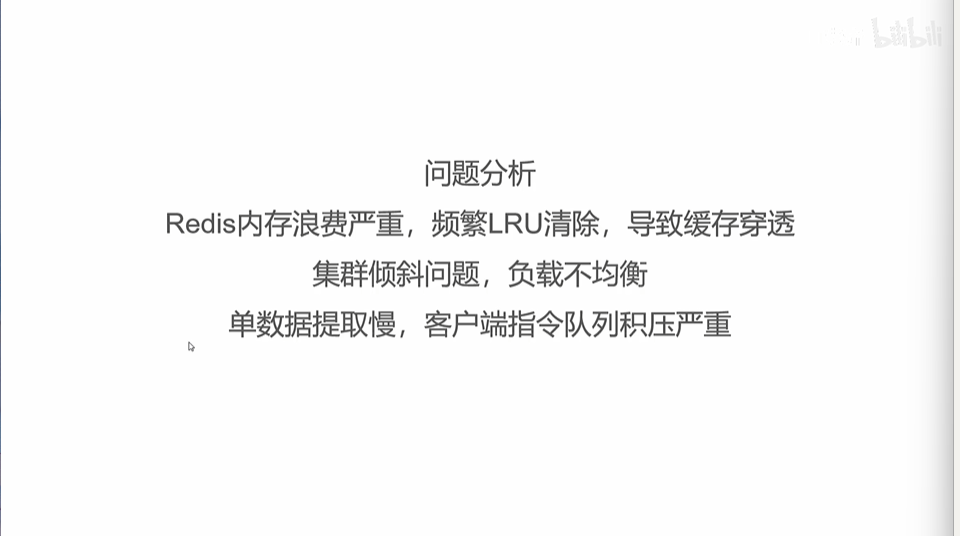 bilibili
问题分析
Redis内存浪费严重，频繁LRU清除，导致缓存穿透
集群倾斜问题，负载不均衡
单数据提取慢，客户端指令队列积压严重